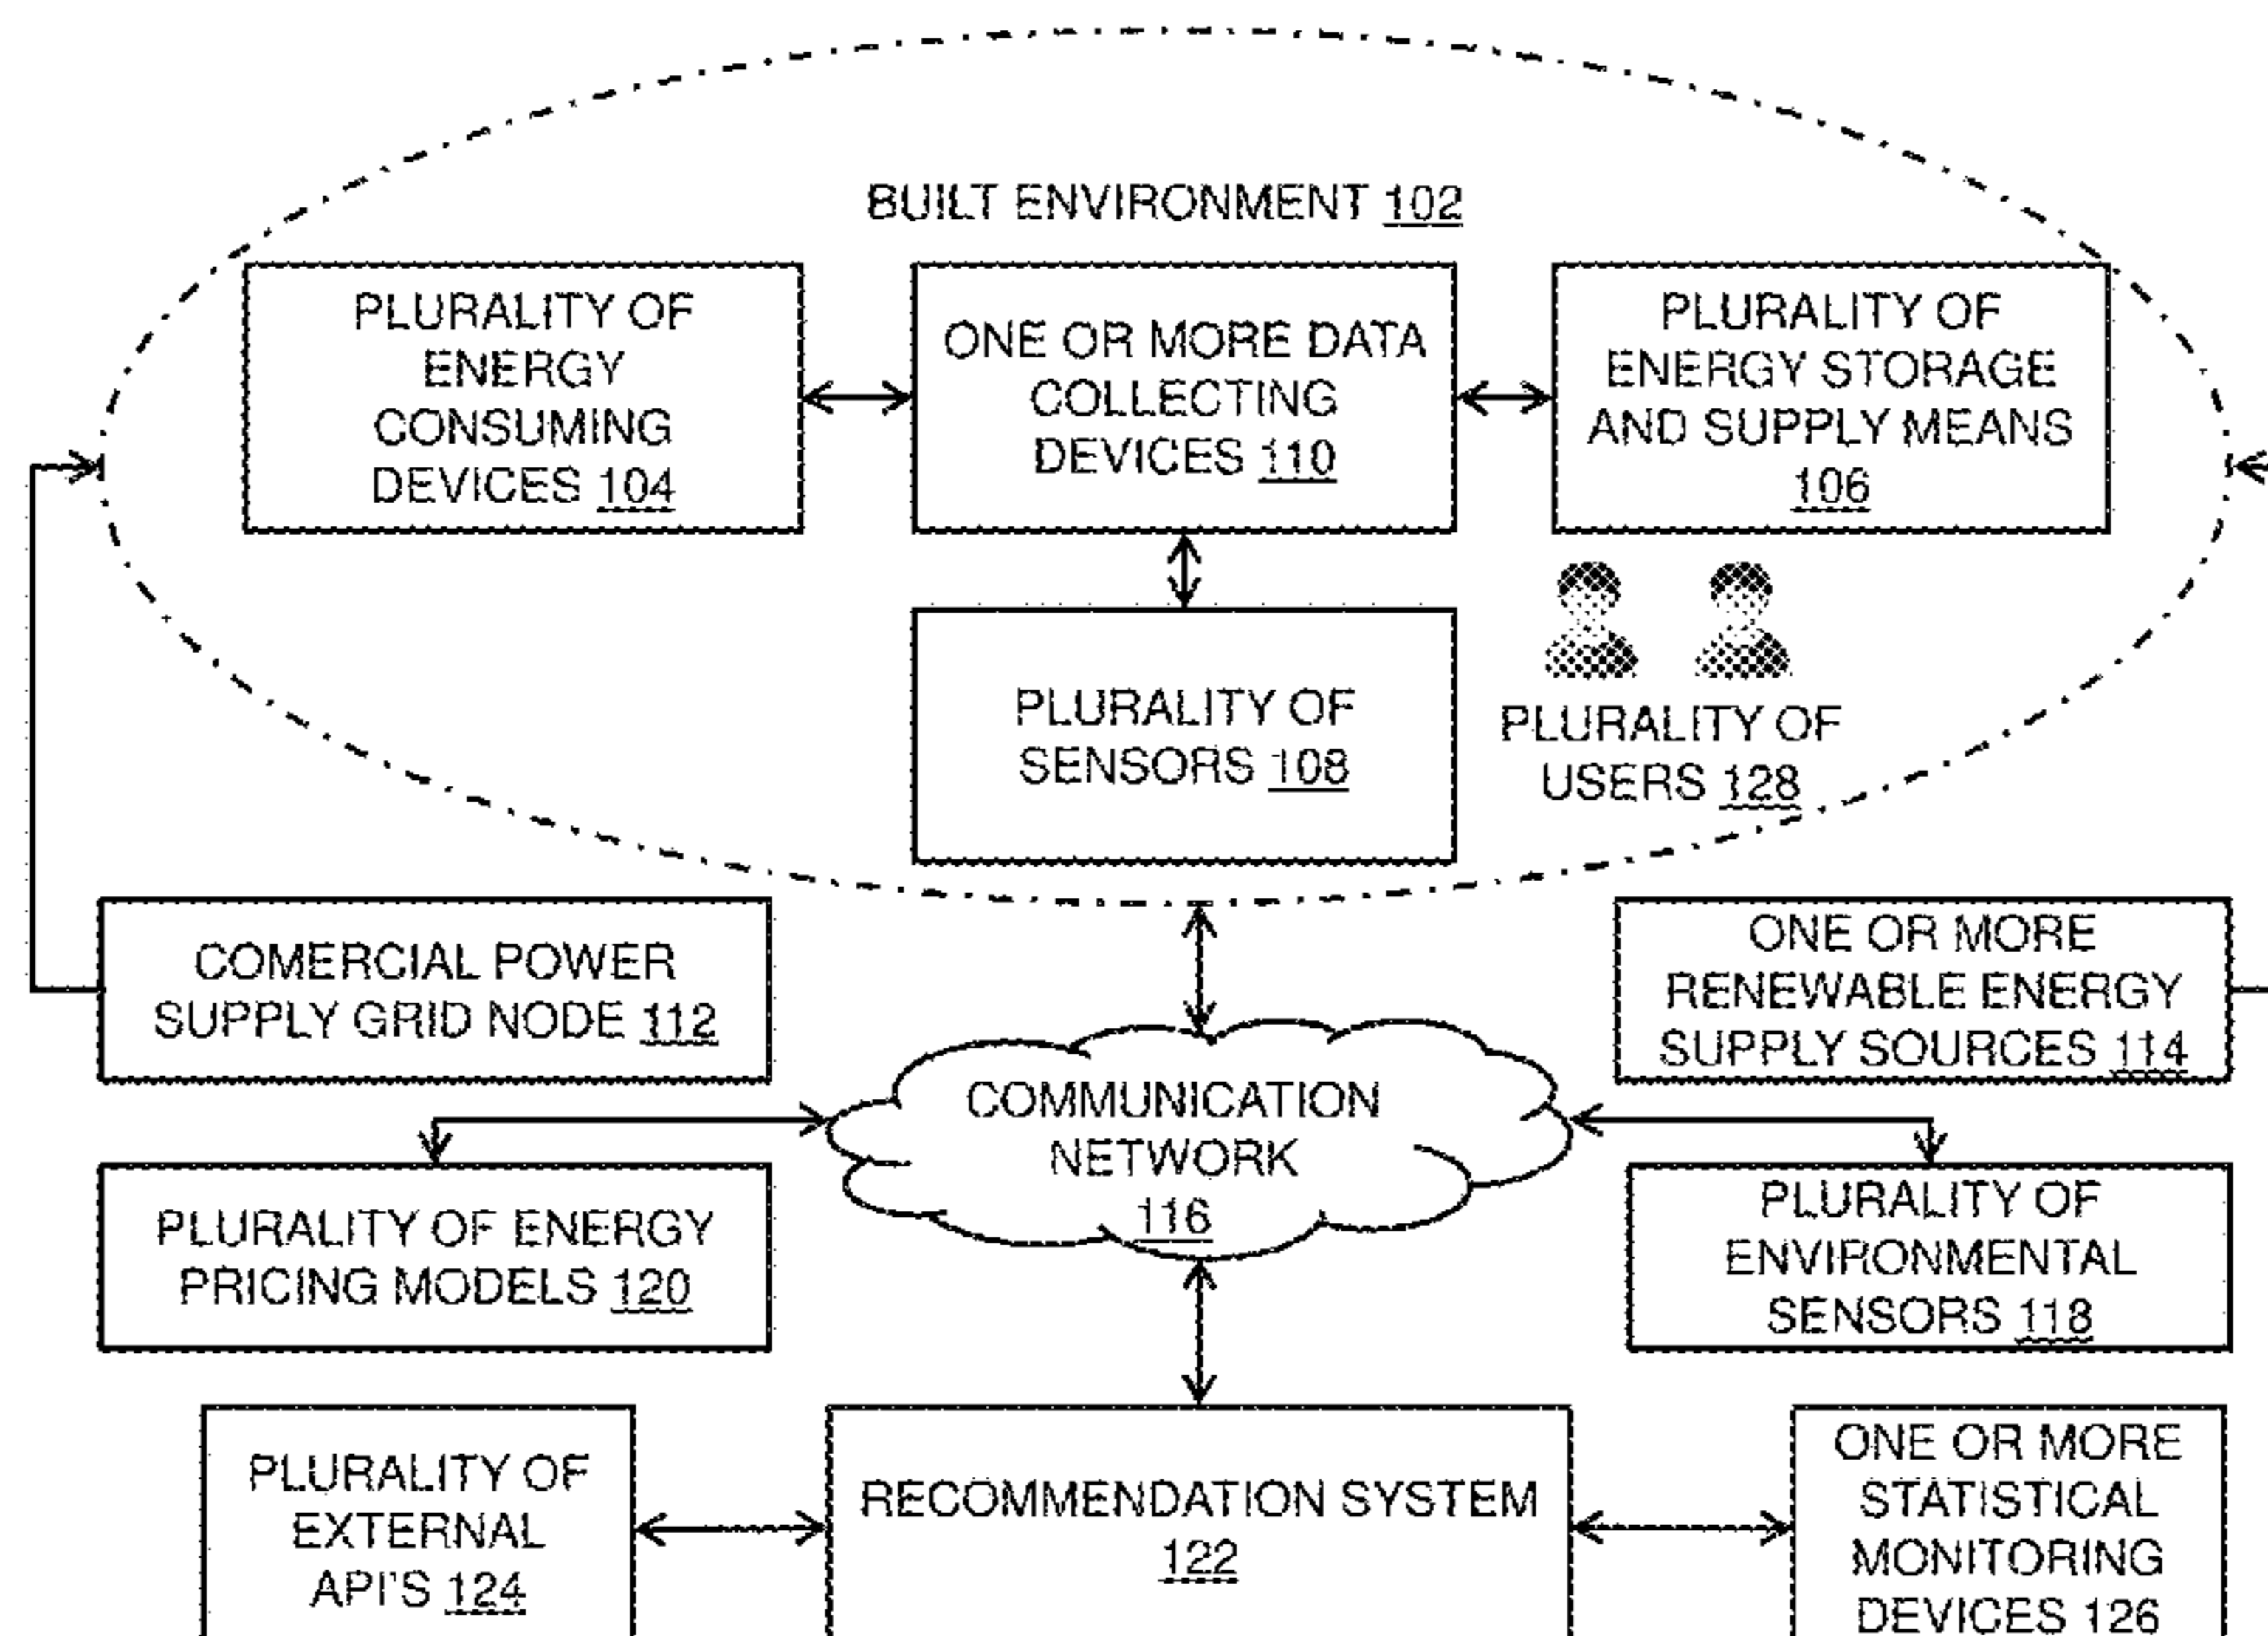 BUILT ENVIRONMENT 102
PLURALITY OF
ENERGY
CONSUMING
DEVICES 104
ONE OR MORE DATA
COLLECTING
DEVICES 110
PLURALITY OF
ENERGY STORAGE
AND SUPPLY MEANS
106
PLURALITY OF
SENSORS 108
PLURALITY OF
USERS 128
COMERCIAL POWER
SUPPLY GRID NODE 112
ONE OR MORE
RENEWABLE ENERGY
SUPPLY SOURCES 114
COMMUNICATION
NETWORK
116
PLURALITY OF ENERGY
PRICING MODELS 120
PLURALITY OF
ENVIRONMENTAL
SENSORS 118
PLURALITY OF
EXTERNAL
API'S 124
RECOMMENDATION SYSTEM
122
ONE OR MORE
STATISTICAL
MONITORING
DEVICES 126